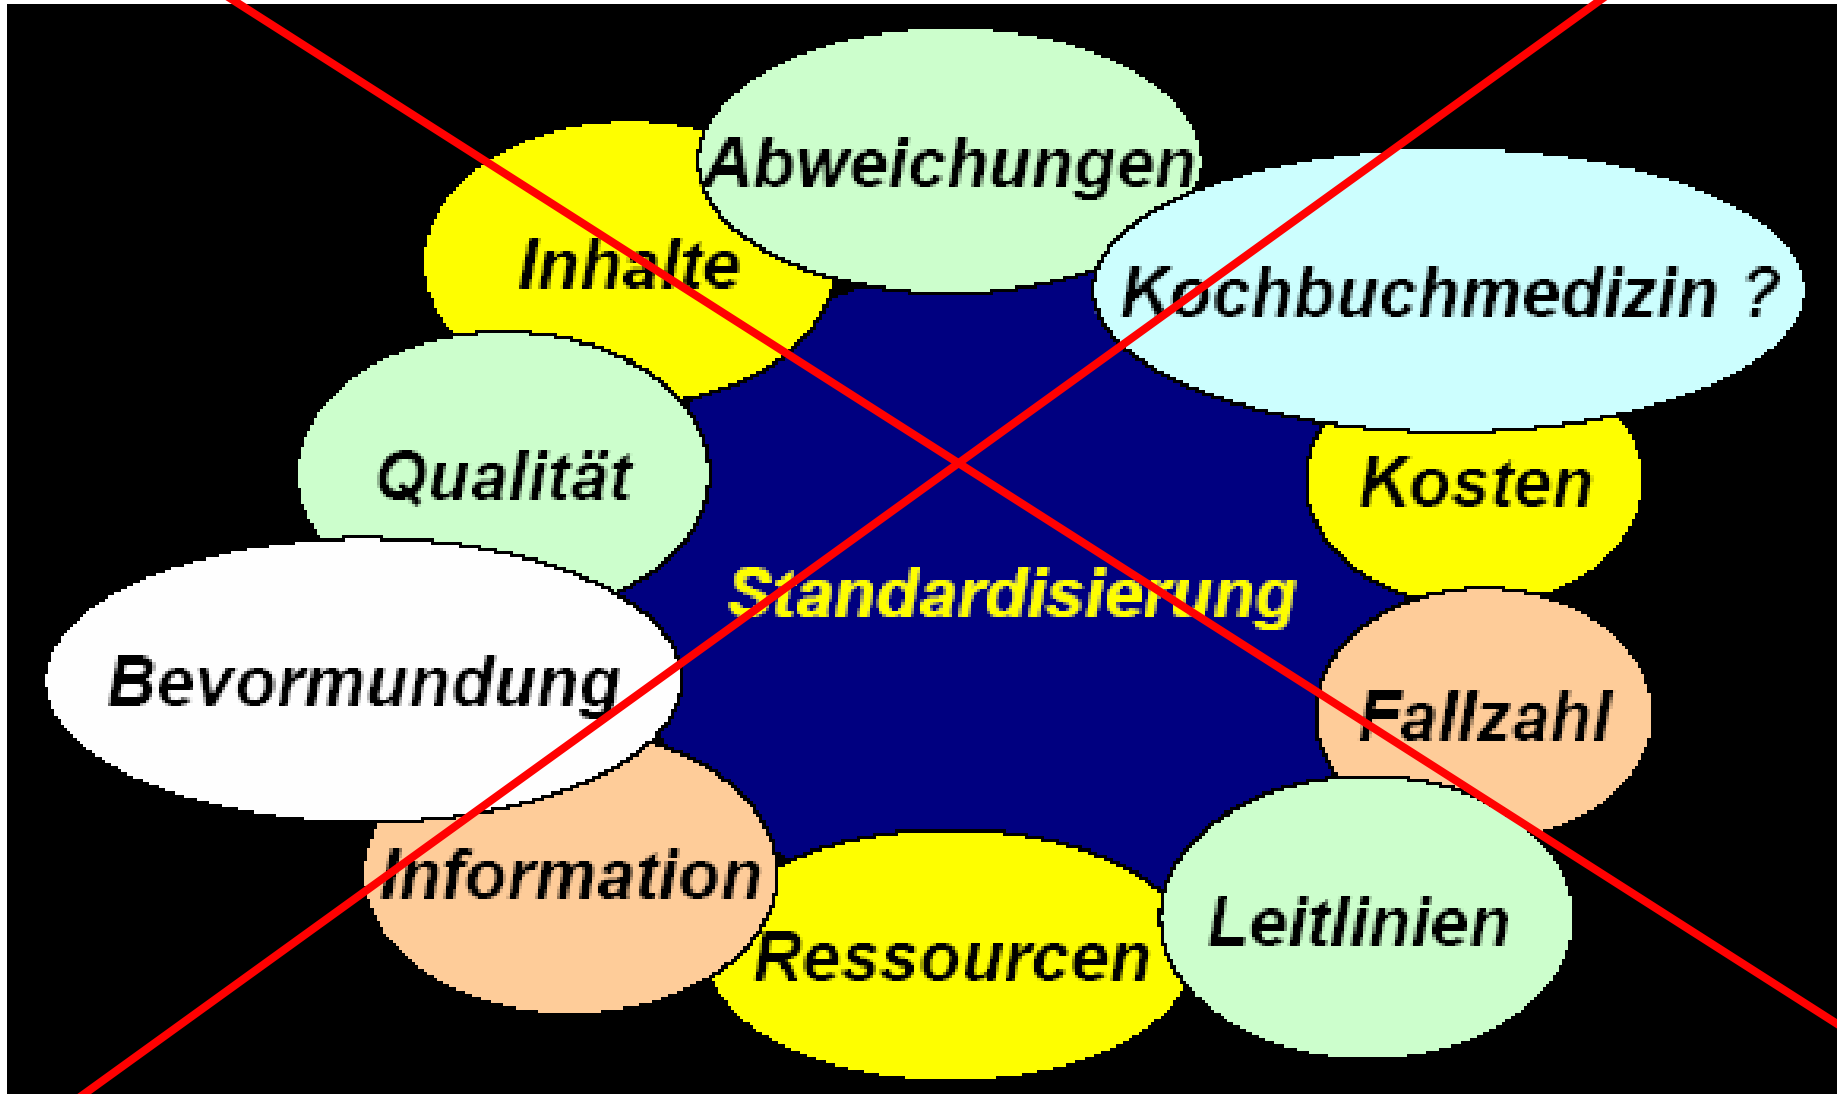 Abweichungen
Inhalte
Kochbuchmedizin ?
Qualität
Kosten
Standardisierung
Bevormundung
Fallzahl
Information
Leitlinien
Ressourcen